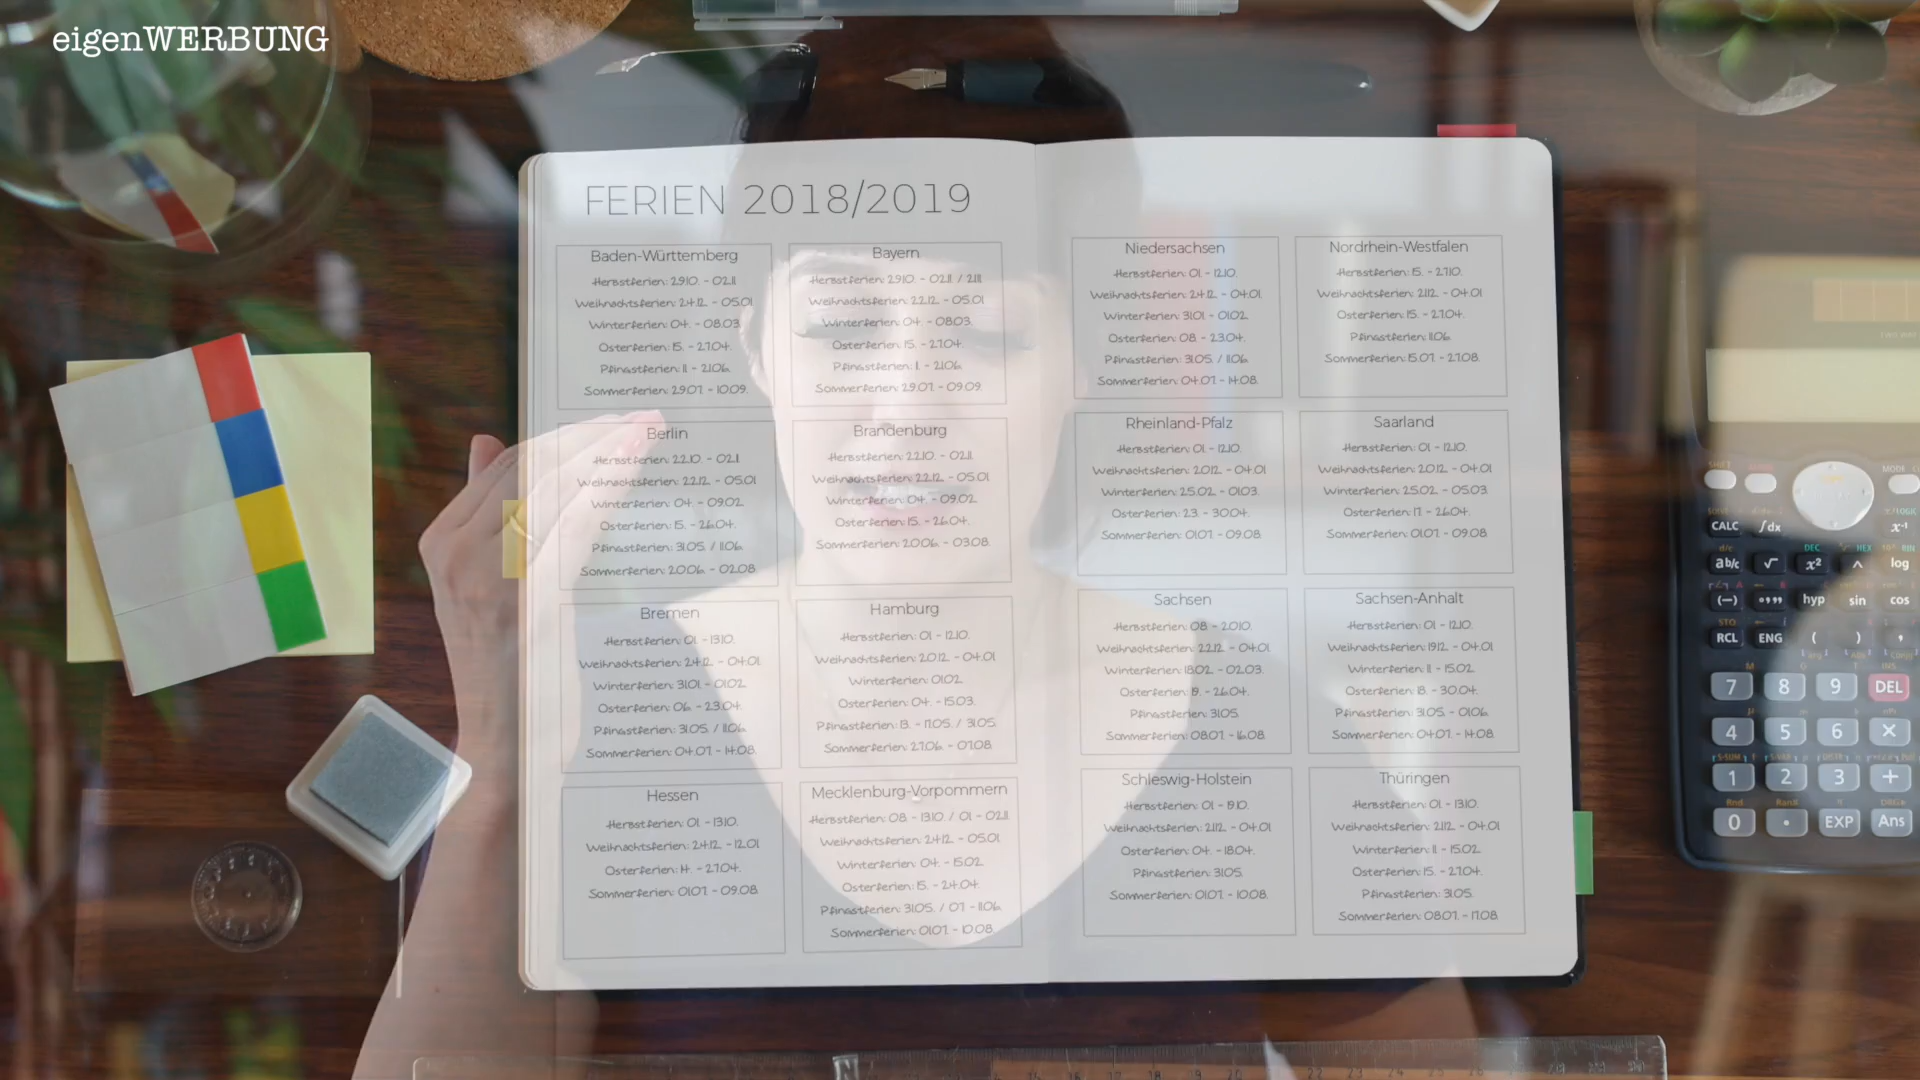 eigenWERBUNG
FERIEN 2018/2019
Baden-Württemberg
Herbstferien: 29.10. - 02.11.
Weihnachtsferien: 24.12. - 05.01.
Winterferien: 04. - 08.03.
Osterferien: 15. - 27.04.
Pfingstferien: 11. - 21.06.
Sommerferien: 29.07. - 10.09.
Bayern
Herbstferien: 29.10. - 02.11. / 21.11.
Weihnachtsferien: 22.12. - 05.01.
Winterferien: 04. - 08.03.
Osterferien: 15. - 27.04.
Pfingstferien: 11. - 21.06.
Sommerferien: 29.07. - 09.09.
Berlin
Herbstferien: 22.10. - 02.11.
Weihnachtsferien: 22.12. - 05.01.
Winterferien: 04. - 09.02.
Osterferien: 15. - 26.04.
Pfingstferien: 31.05. / 11.06.
Sommerferien: 20.06. - 02.08.
Brandenburg
Herbstferien: 22.10. - 02.11.
Weihnachtsferien: 22.12. - 05.01.
Winterferien: 04. - 09.02.
Osterferien: 15. - 26.04.
Sommerferien: 20.06. - 03.08.
Bremen
Herbstferien: 01. - 13.10.
Weihnachtsferien: 24.12. - 04.01.
Winterferien: 31.01. - 01.02.
Osterferien: 06. - 23.04.
Pfingstferien: 31.05. / 11.06.
Sommerferien: 04.07. - 14.08.
Hamburg
Herbstferien: 01. - 12.10.
Weihnachtsferien: 20.12. - 04.01.
Winterferien: 01.02.
Osterferien: 04. - 15.03.
Pfingstferien: 13. - 17.05. / 31.05.
Sommerferien: 27.06. - 07.08.
Hessen
Herbstferien: 01. - 13.10.
Weihnachtsferien: 24.12. - 12.01.
Osterferien: 14. - 27.04.
Sommerferien: 01.07. - 09.08.
Mecklenburg-Vorpommern
Herbstferien: 08. - 13.10. / 01. - 02.11.
Weihnachtsferien: 24.12. - 05.01.
Winterferien: 04. - 15.02.
Osterferien: 15. - 24.04.
Pfingstferien: 31.05. / 07. - 11.06.
Sommerferien: 01.07. - 10.08.
Niedersachsen
Herbstferien: 01. - 12.10.
Weihnachtsferien: 24.12. - 04.01.
Winterferien: 31.01. - 01.02.
Osterferien: 08. - 23.04.
Pfingstferien: 31.05. / 11.06.
Sommerferien: 04.07. - 14.08.
Nordrhein-Westfalen
Herbstferien: 15. - 27.10.
Weihnachtsferien: 21.12. - 04.01.
Osterferien: 15. - 27.04.
Pfingstferien: 11.06.
Sommerferien: 15.07. - 27.08.
Rheinland-Pfalz
Herbstferien: 01. - 12.10.
Weihnachtsferien: 20.12. - 04.01
Winterferien: 25.02. - 01.03.
Osterferien: 23. - 30.04.
Sommerferien: 01.07. - 09.08.
Saarland
Herbstferien: 01. - 12.10.
Weihnachtsferien: 20.12. - 04.01
Winterferien: 25.02. - 05.03.
Osterferien: 17. - 26.04.
Sommerferien: 01.07. - 09.08.
Sachsen
Herbstferien: 08. - 20.10.
Weihnachtsferien: 22.12. - 04.01
Winterferien: 18.02. - 02.03.
Osterferien: 19. - 26.04.
Pfingstferien: 31.05.
Sommerferien: 08.07. - 16.08.
Sachsen-Anhalt
Herbstferien: 01. - 12.10.
Weihnachtsferien: 19.12. - 04.01
Winterferien: 11. - 15.02.
Osterferien: 18. - 30.04.
Pfingstferien: 31.05. - 01.06.
Sommerferien: 04.07. - 14.08.
Schleswig-Holstein
Herbstferien: 01. - 19.10.
Weihnachtsferien: 21.12. - 04.01
Osterferien: 04. - 18.04.
Pfingstferien: 31.05.
Sommerferien: 01.07. - 10.08.
Thüringen
Herbstferien: 01. - 13.10.
Weihnachtsferien: 21.12. - 04.01
Winterferien: 11. - 15.02.
Osterferien: 15. - 27.04.
Pfingstferien: 31.05.
Sommerferien: 08.07. - 17.08.
SHIFT
MODE
CALC ∫dx x⁻¹
ab/c √ x² ^ log
(−) °''' hyp sin cos
RCL ENG ( ) ,
7 8 9 DEL
4 5 6 ×
1 2 3 +
0 • EXP Ans